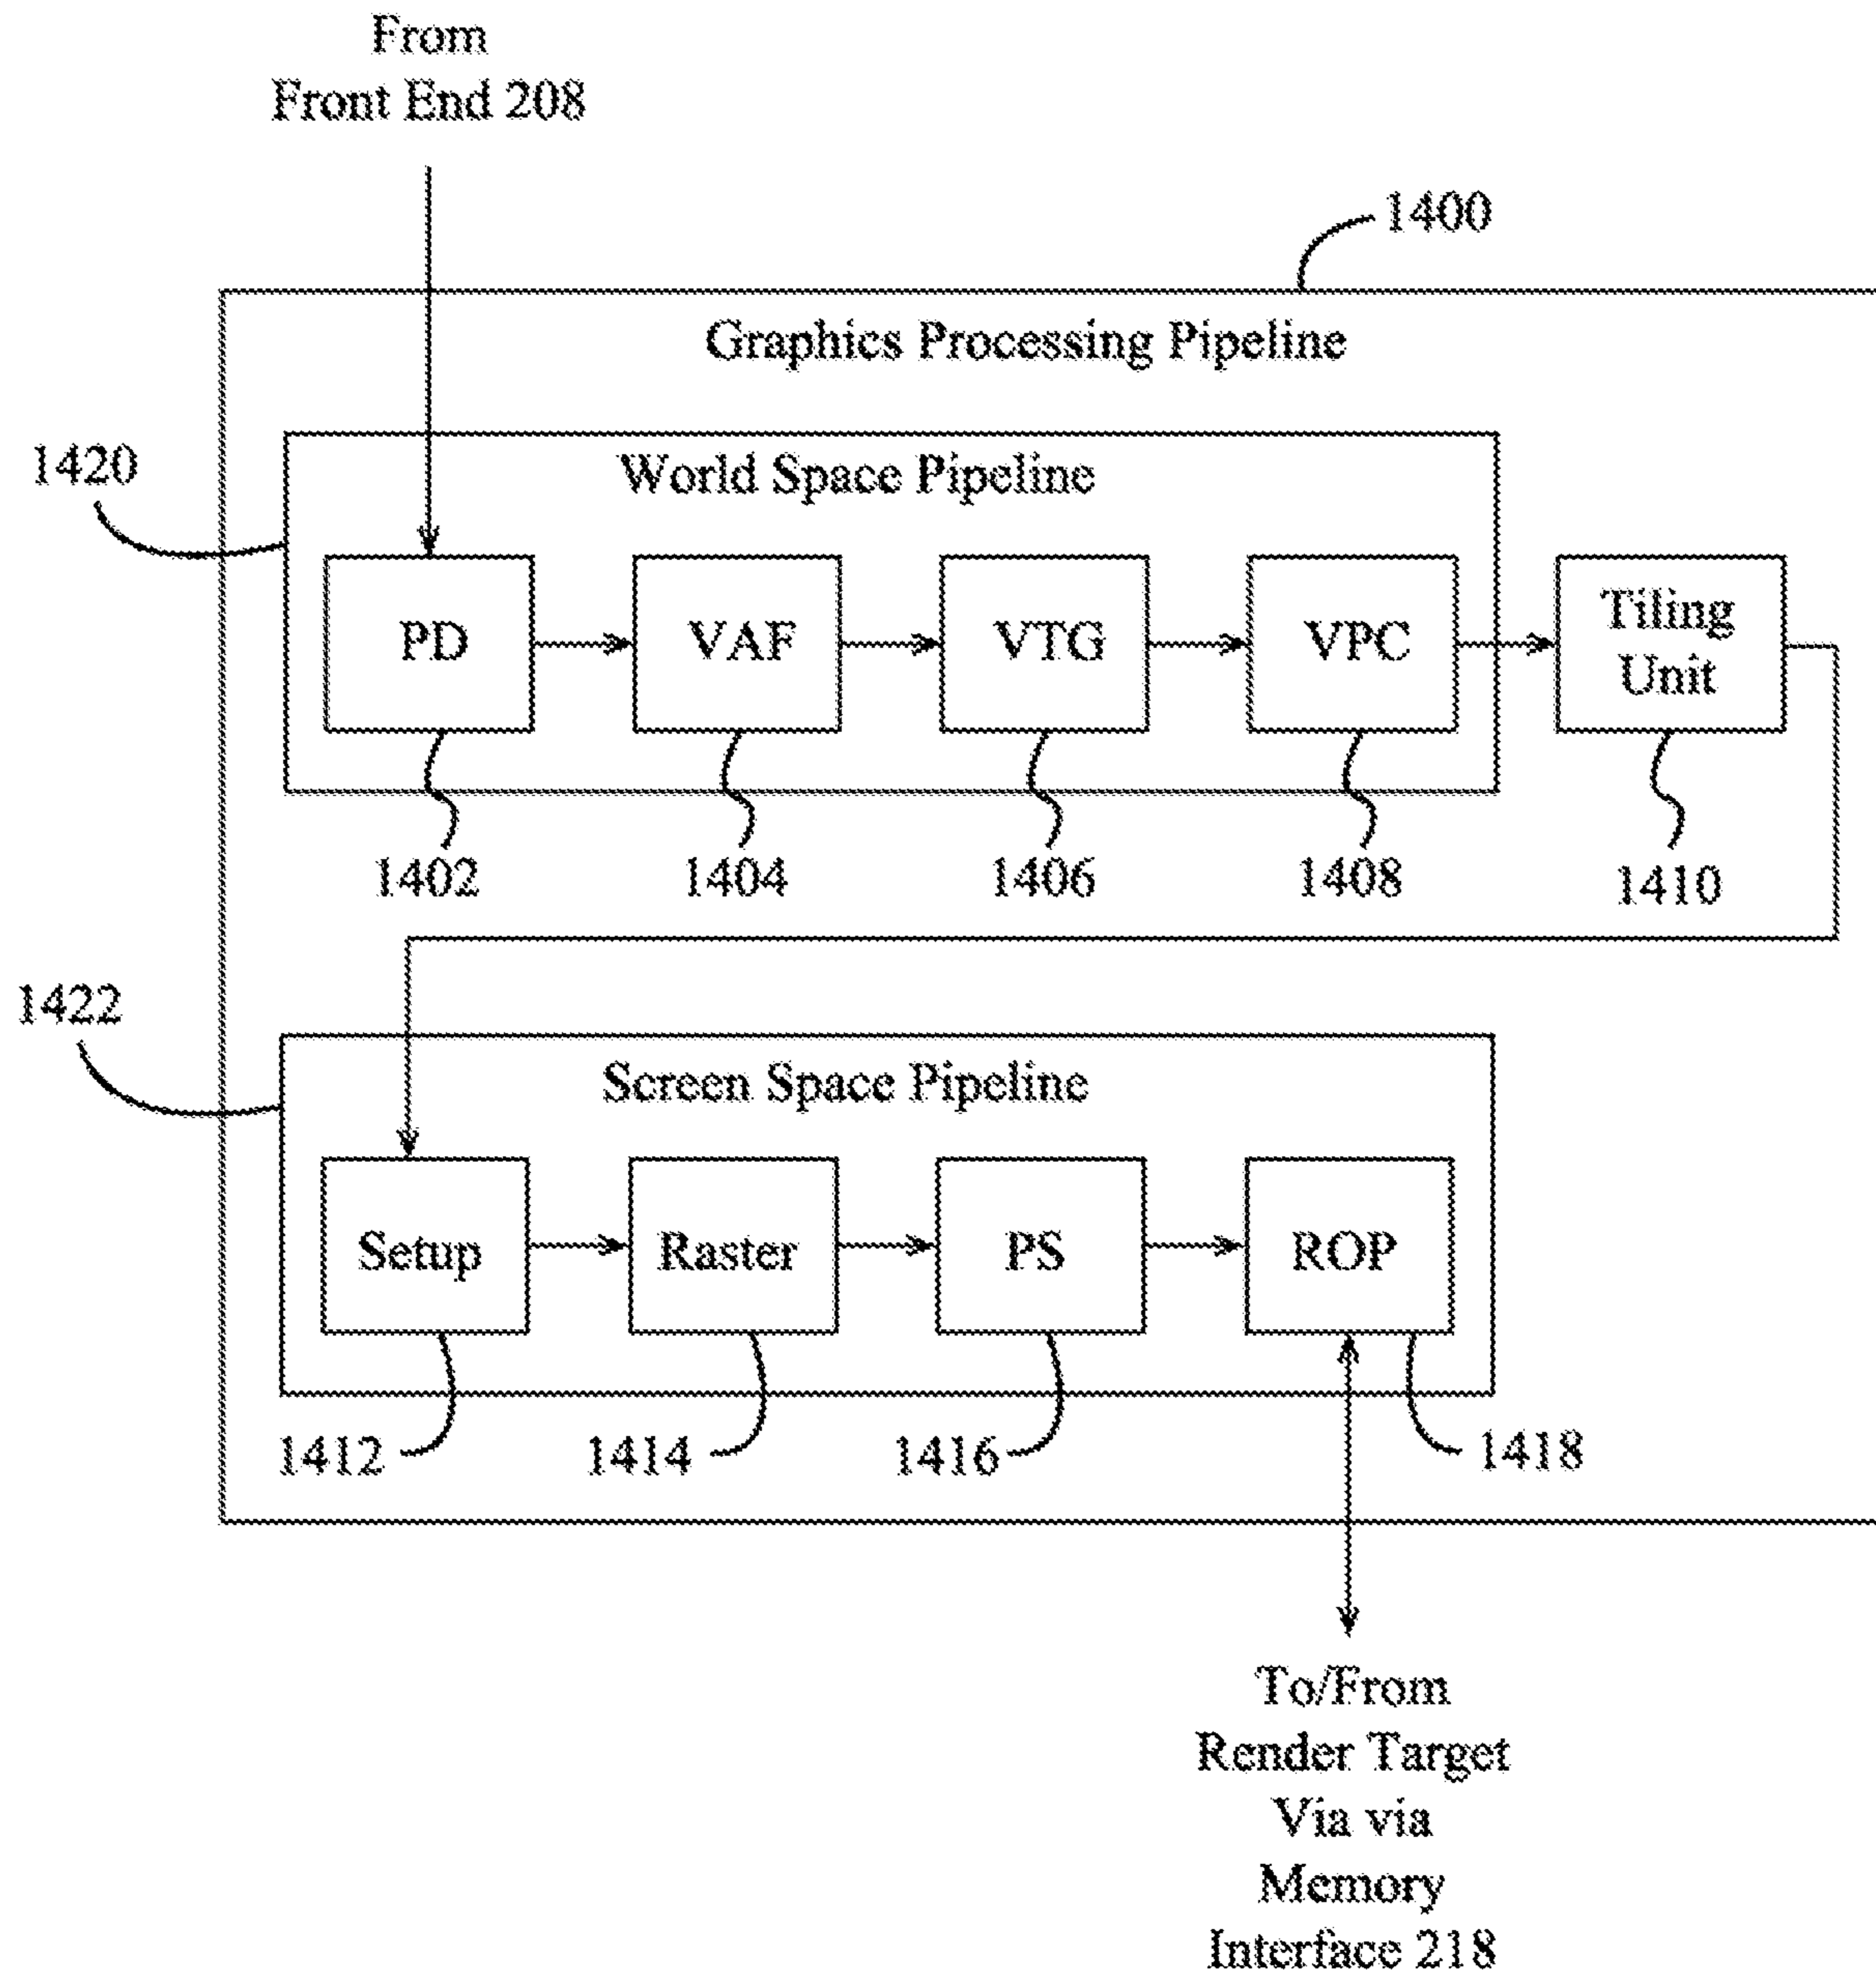 From
Front End 208
1400
Graphics Processing Pipeline
1420
World Space Pipeline
PD
VAF
VTG
VPC
Tiling
Unit
1402
1404
1406
1408
1410
1422
Screen Space Pipeline
Setup
Raster
PS
ROP
1412
1414
1416
1418
To/From
Render Target
Via via
Memory
Interface 218